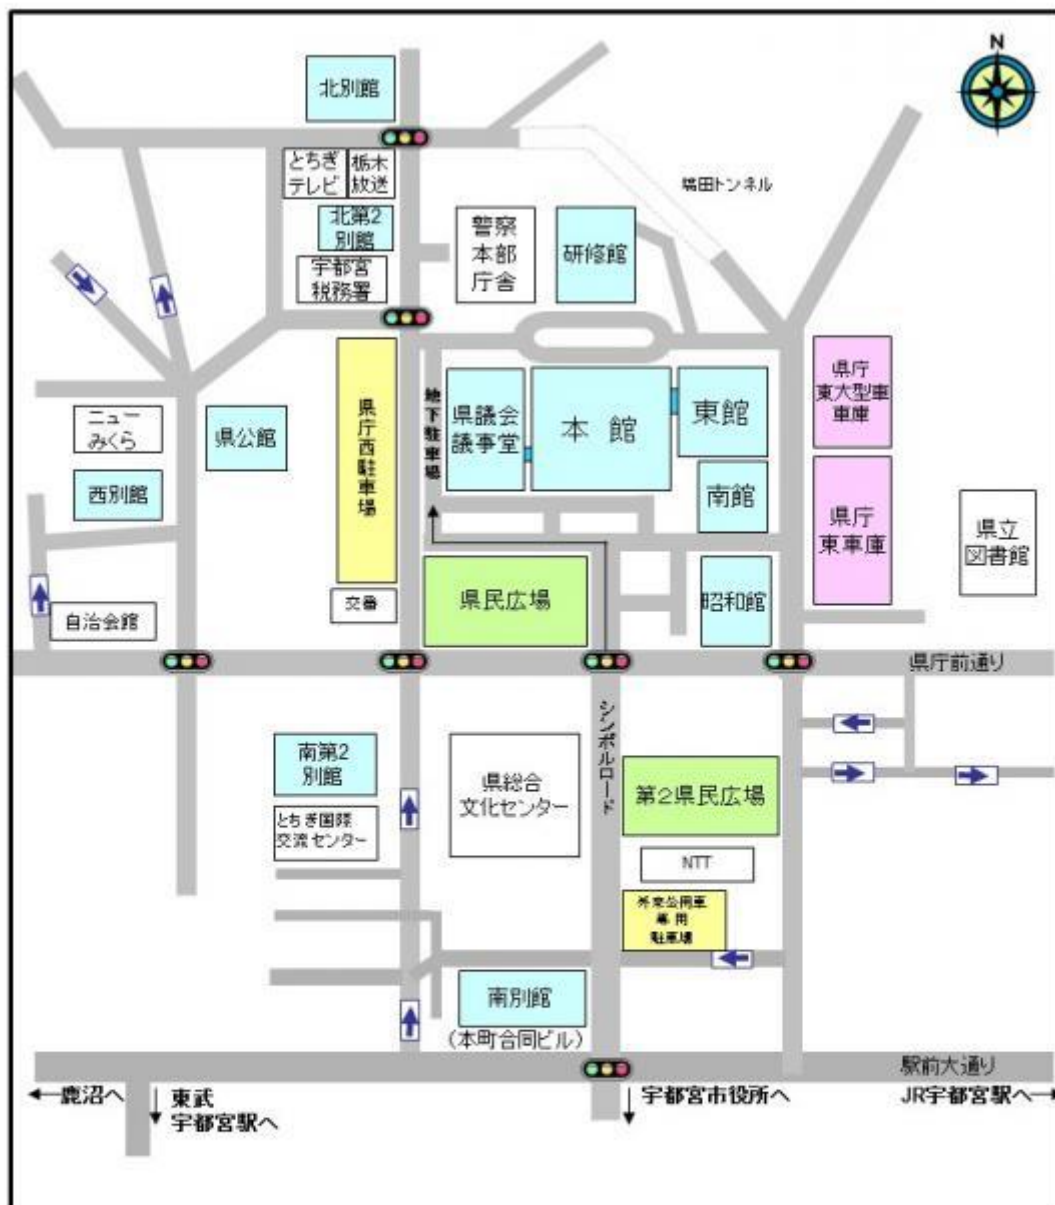 N
北別館
とちぎ
テレビ
栃木
放送
塙田トンネル
北第2
別館
宇都宮
税務署
警察
本部
庁舎
研修館
県庁
東大型車
車庫
県庁西駐車場
地下駐車場
県議会
議事堂
本 館
東館
南館
ニュー
みくら
県公館
西別館
県庁
東車庫
県立
図書館
自治会館
交番
県民広場
昭和館
県庁前通り
シンボルロード
南第2
別館
県総合
文化センター
第2県民広場
とちぎ国際
交流センター
NTT
外来公用車
専 用
駐車場
南別館
(本町合同ビル)
駅前大通り
←鹿沼へ
東武
宇都宮駅へ
宇都宮市役所へ
JR宇都宮駅へ→